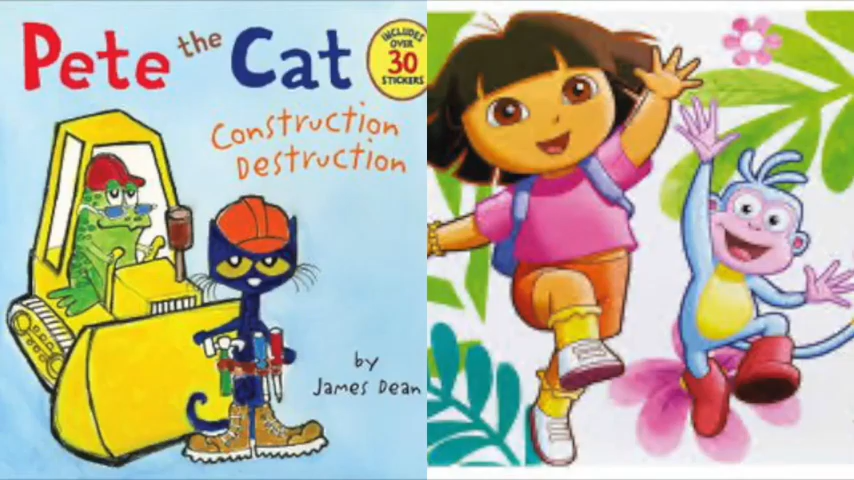 Pete the Cat
INCLUDES
OVER
30
STICKERS
Construction
Destruction
by
James Dean